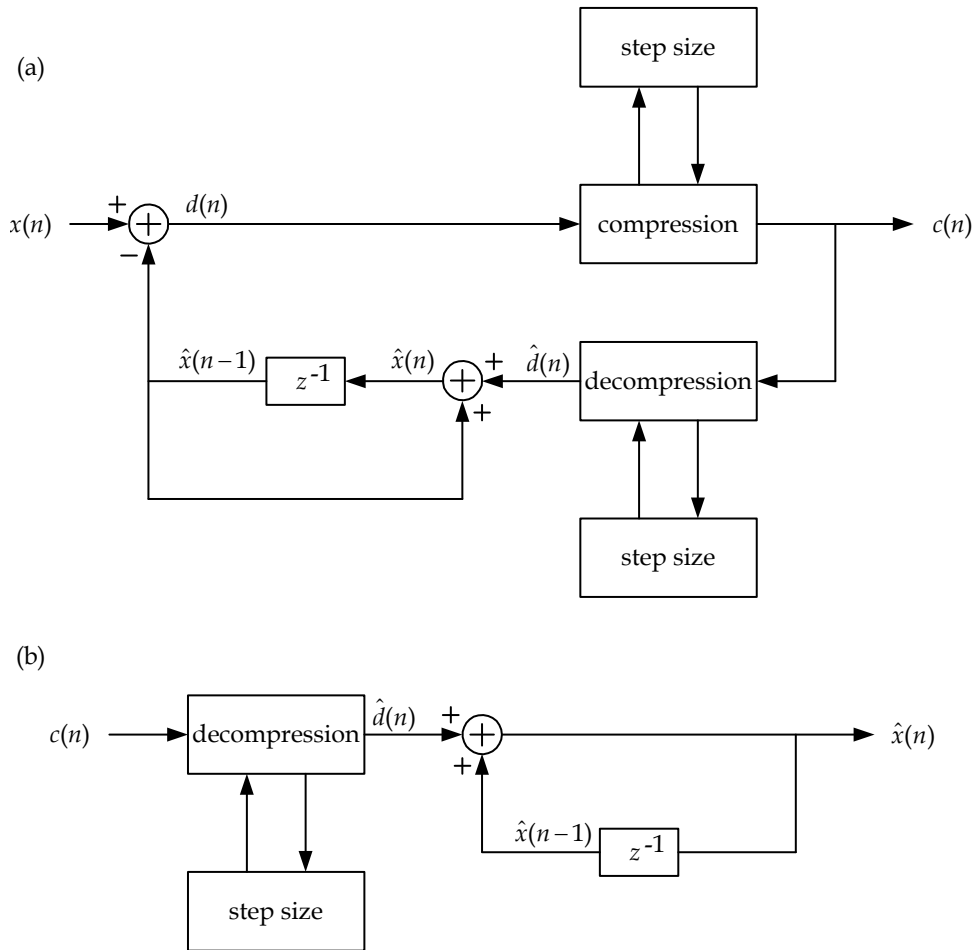 (a)
step size
x(n)
+
+
−
d(n)
compression
c(n)
x̂(n−1)
z⁻¹
x̂(n)
+
+
+
d̂(n)
decompression
step size
(b)
c(n)
decompression
d̂(n)
+
+
+
x̂(n)
x̂(n−1)
z⁻¹
step size